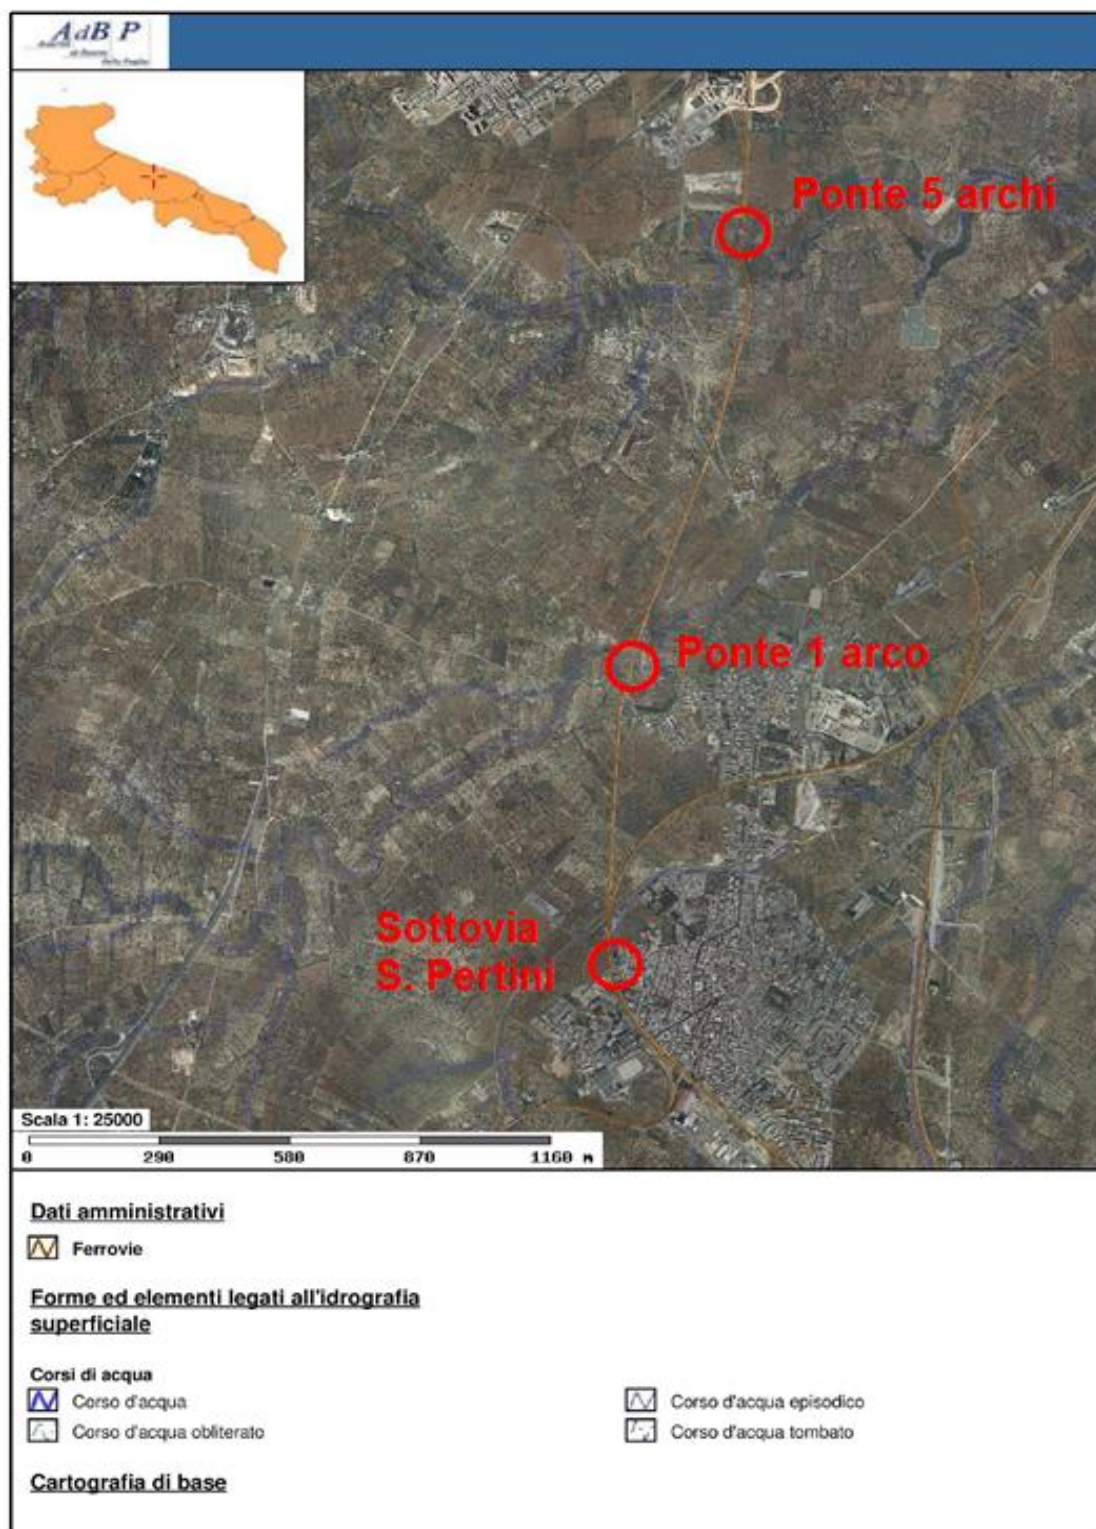 AdB P
della Puglia
Ponte 5 archi
Ponte 1 arco
Sottovia
S. Pertini
Scala 1: 25000
0 290 580 870 1160 m
Dati amministrativi
Ferrovie
Forme ed elementi legati all'idrografia
superficiale
Corsi di acqua
Corso d'acqua
Corso d'acqua episodico
Corso d'acqua obliterato
Corso d'acqua tombato
Cartografia di base